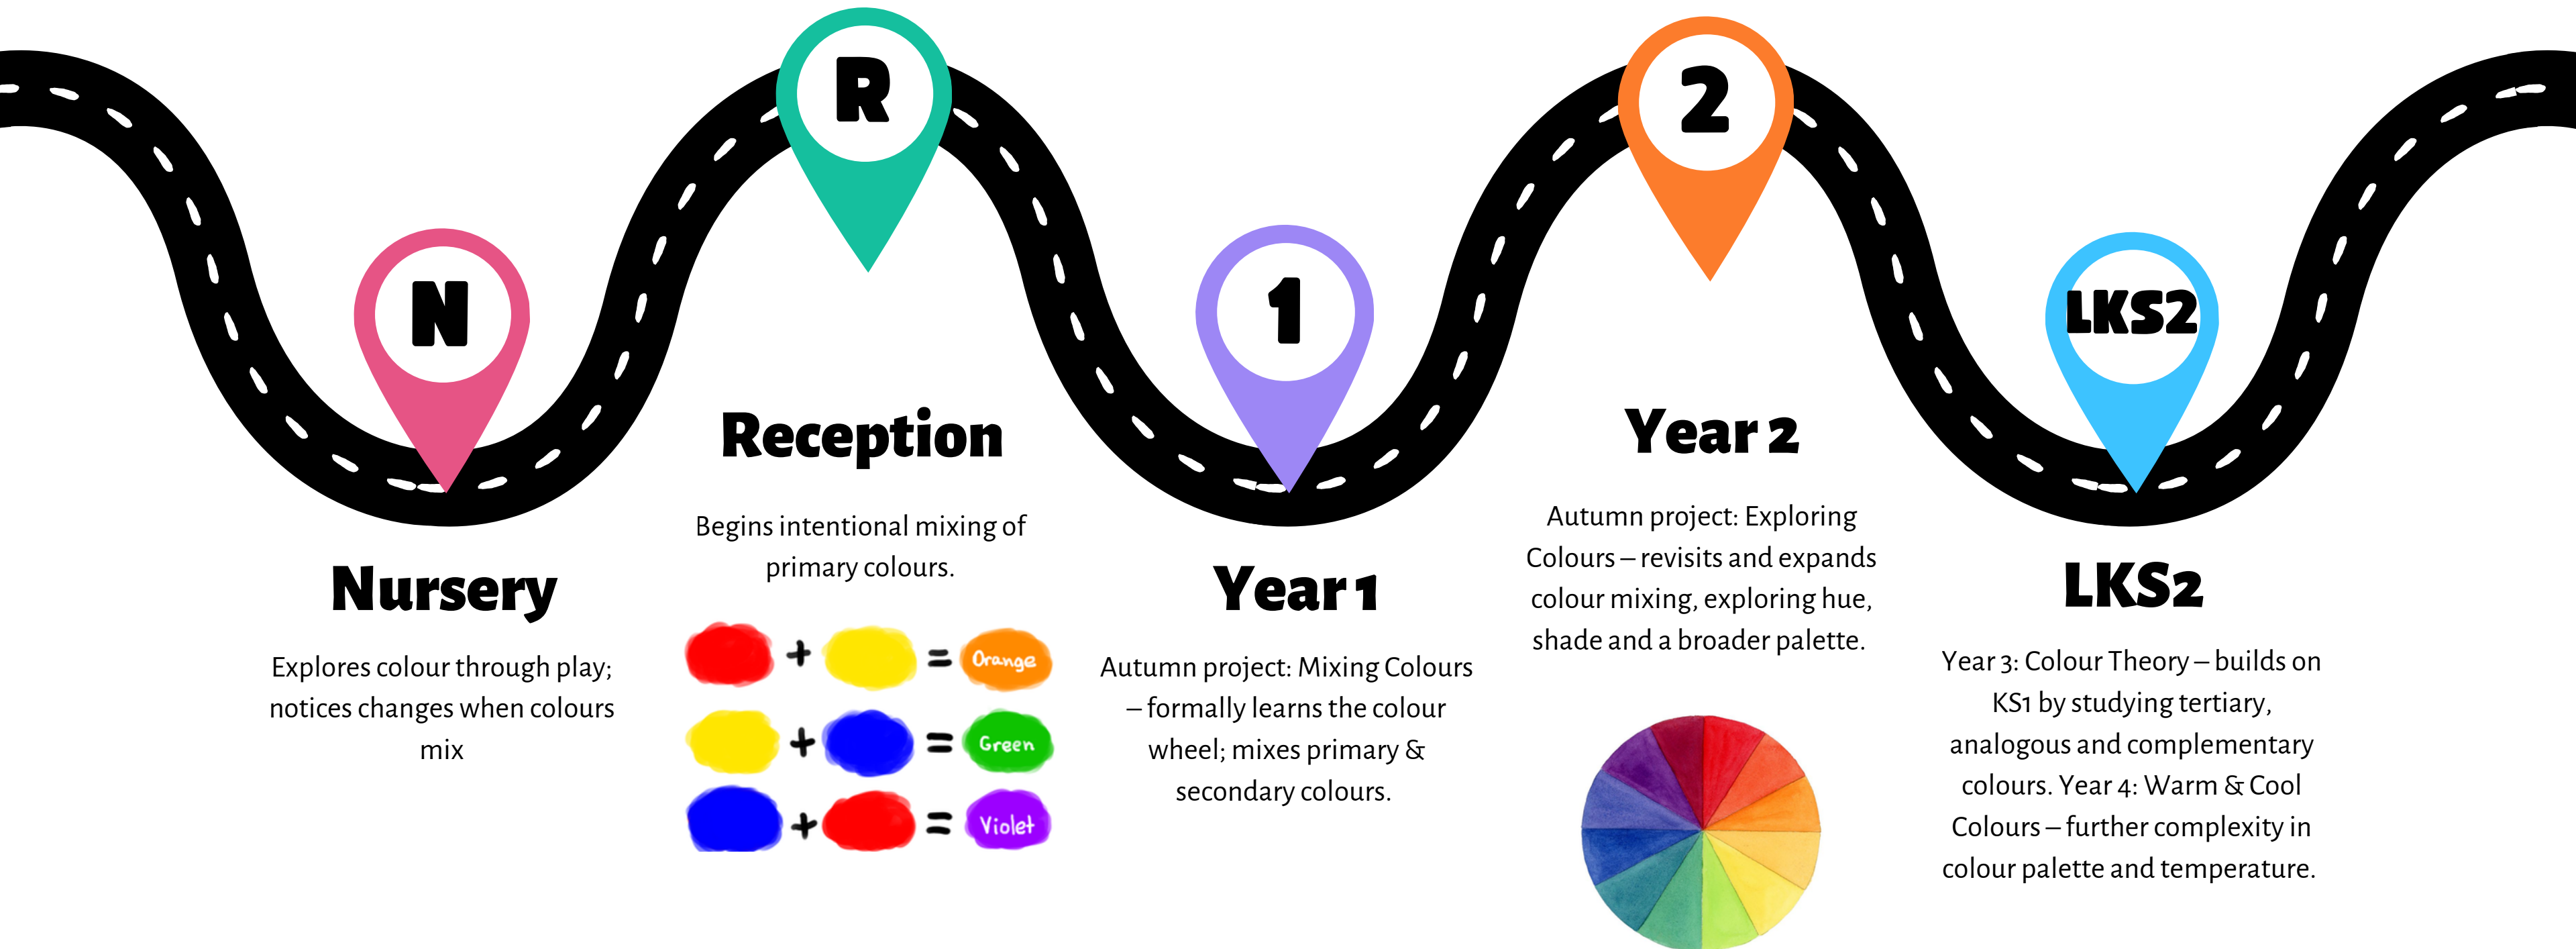 N
Nursery
Explores colour through play;
notices changes when colours
mix
R
Reception
Begins intentional mixing of
primary colours.
+ = Orange
+ = Green
+ = Violet
1
Year 1
Autumn project: Mixing Colours
– formally learns the colour
wheel; mixes primary &
secondary colours.
2
Year 2
Autumn project: Exploring
Colours – revisits and expands
colour mixing, exploring hue,
shade and a broader palette.
LKS2
LKS2
Year 3: Colour Theory – builds on
KS1 by studying tertiary,
analogous and complementary
colours. Year 4: Warm & Cool
Colours – further complexity in
colour palette and temperature.